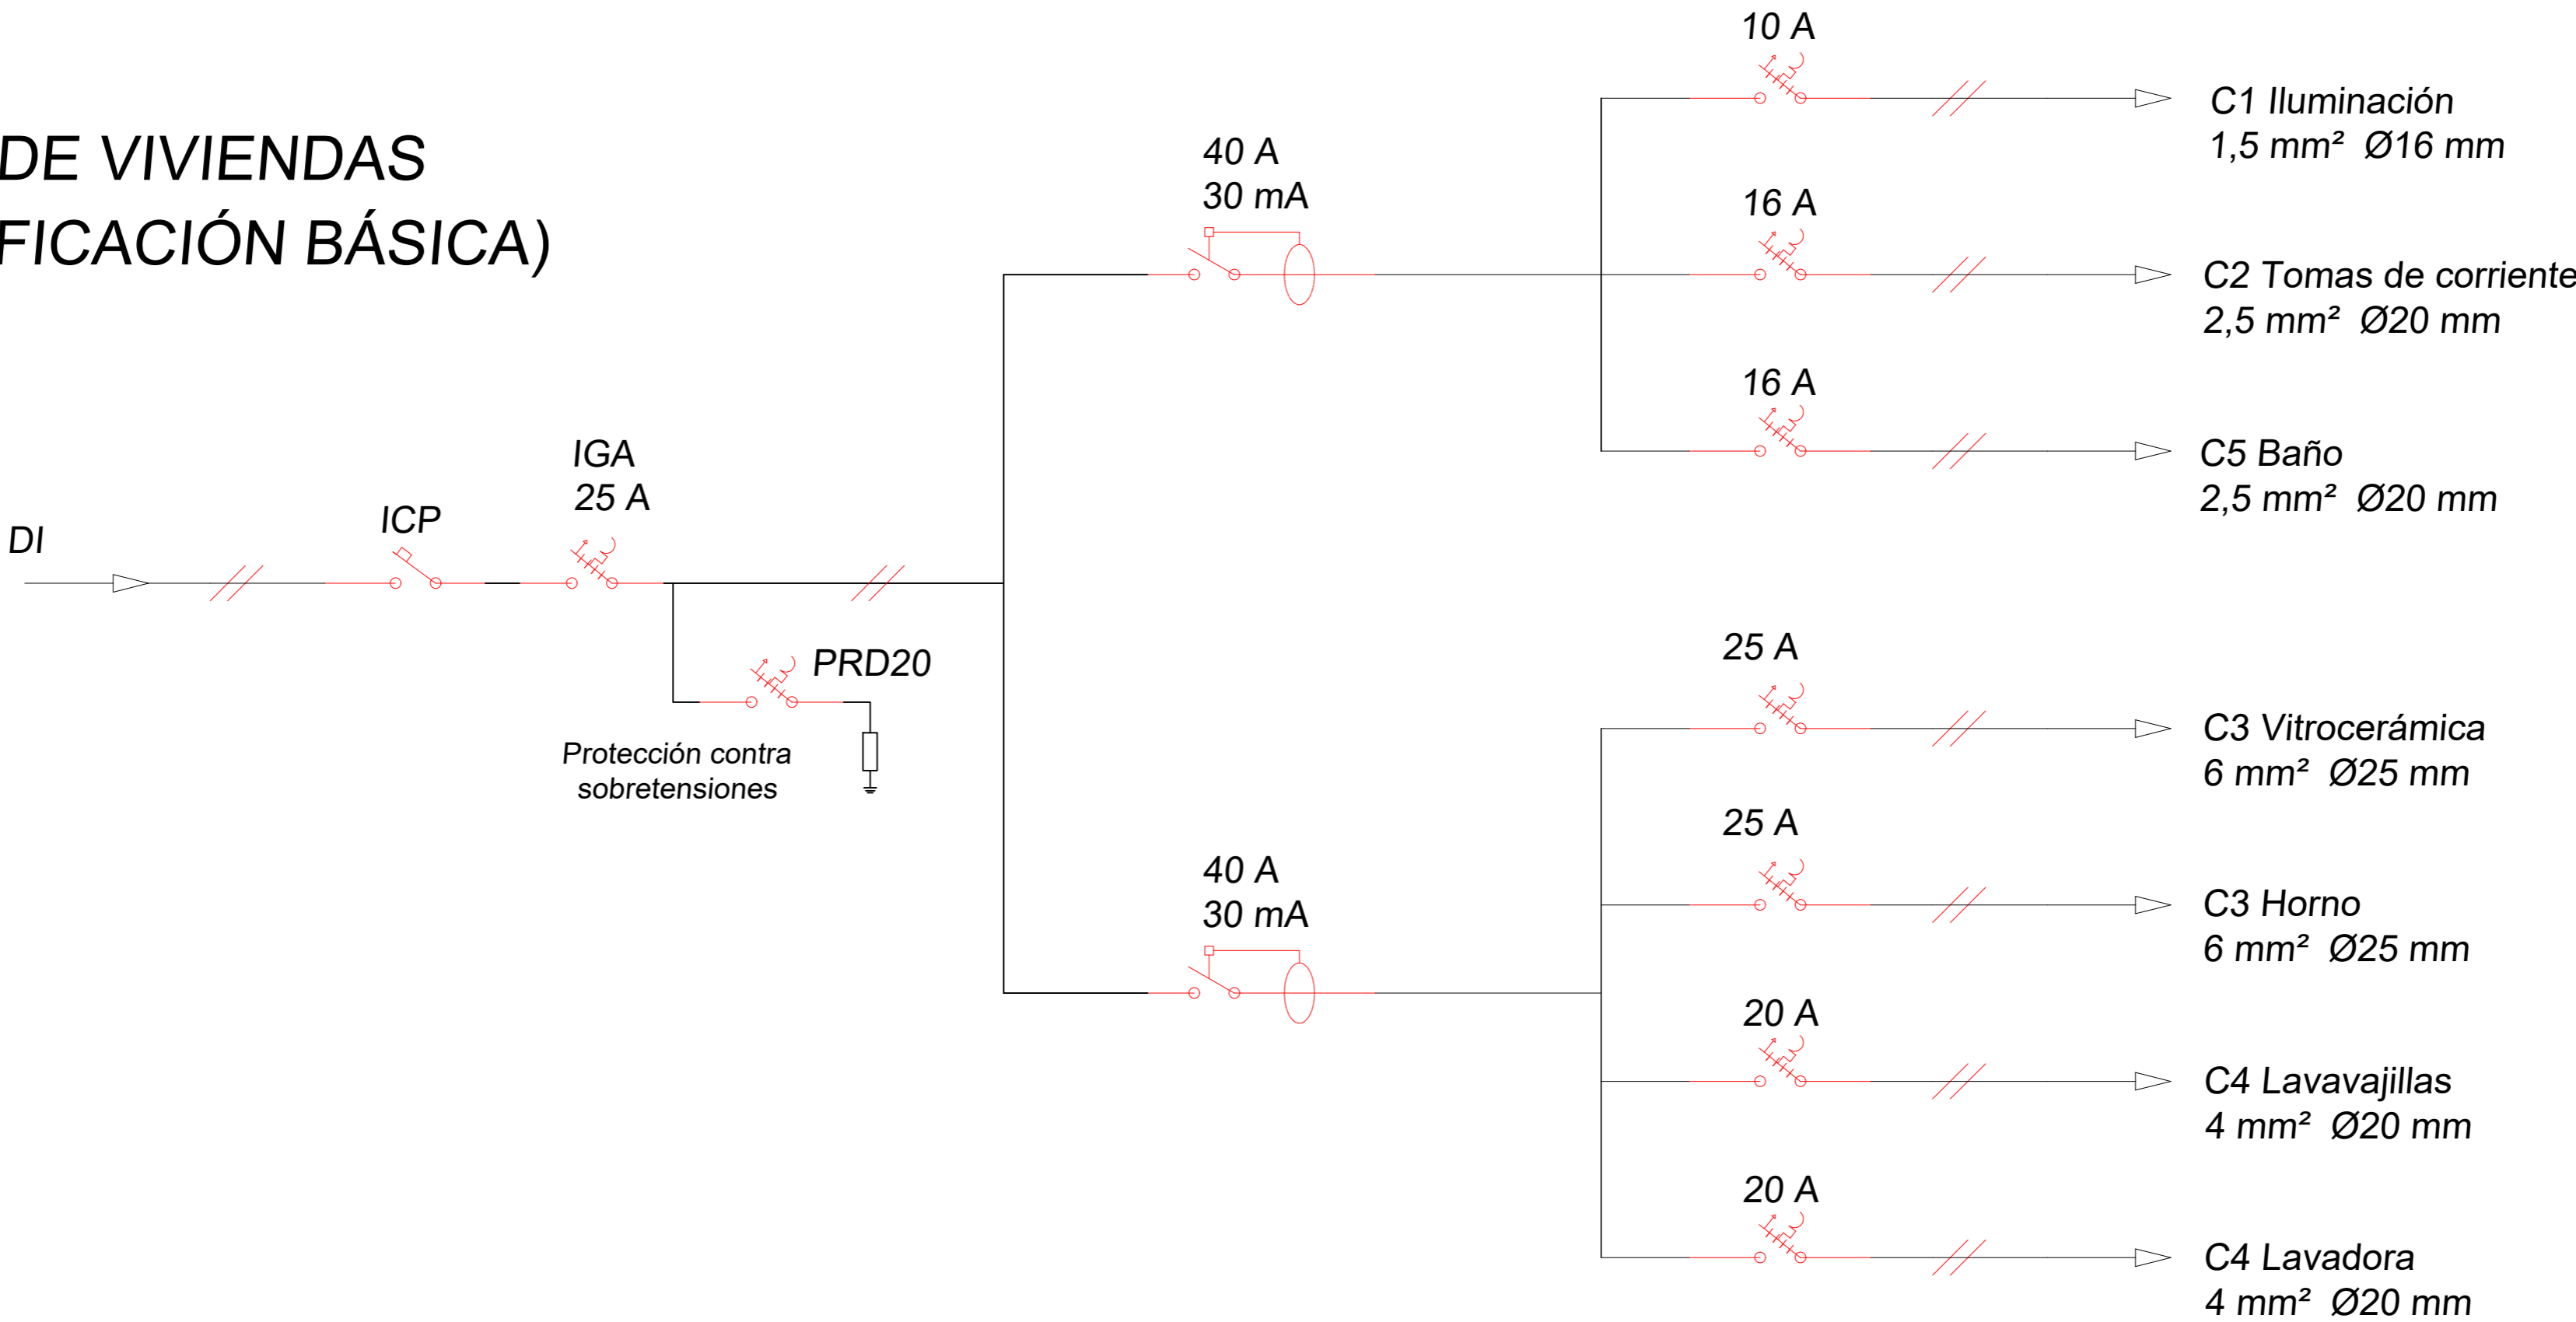 DE VIVIENDAS
FICACIÓN BÁSICA)
DI
ICP
IGA
25 A
PRD20
Protección contra
sobretensiones
40 A
30 mA
10 A
C1 Iluminación
1,5 mm² Ø16 mm
16 A
C2 Tomas de corriente
2,5 mm² Ø20 mm
16 A
C5 Baño
2,5 mm² Ø20 mm
40 A
30 mA
25 A
C3 Vitrocerámica
6 mm² Ø25 mm
25 A
C3 Horno
6 mm² Ø25 mm
20 A
C4 Lavavajillas
4 mm² Ø20 mm
20 A
C4 Lavadora
4 mm² Ø20 mm